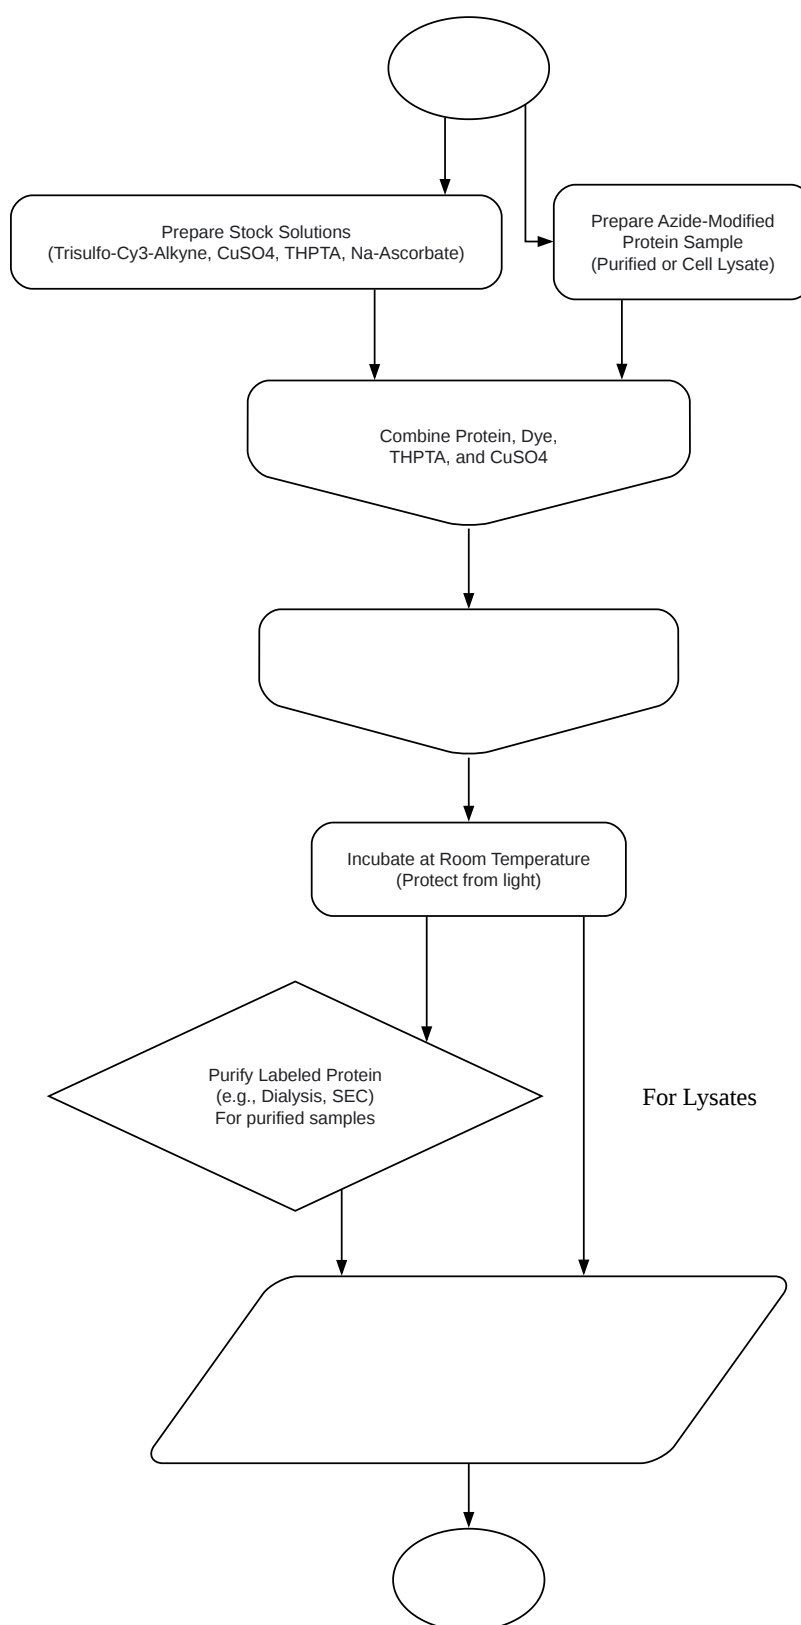 Prepare Stock Solutions
(Trisulfo-Cy3-Alkyne, CuSO4, THPTA, Na-Ascorbate)
Prepare Azide-Modified
Protein Sample
(Purified or Cell Lysate)
Combine Protein, Dye,
THPTA, and CuSO4
Incubate at Room Temperature
(Protect from light)
Purify Labeled Protein
(e.g., Dialysis, SEC)
For purified samples
For Lysates